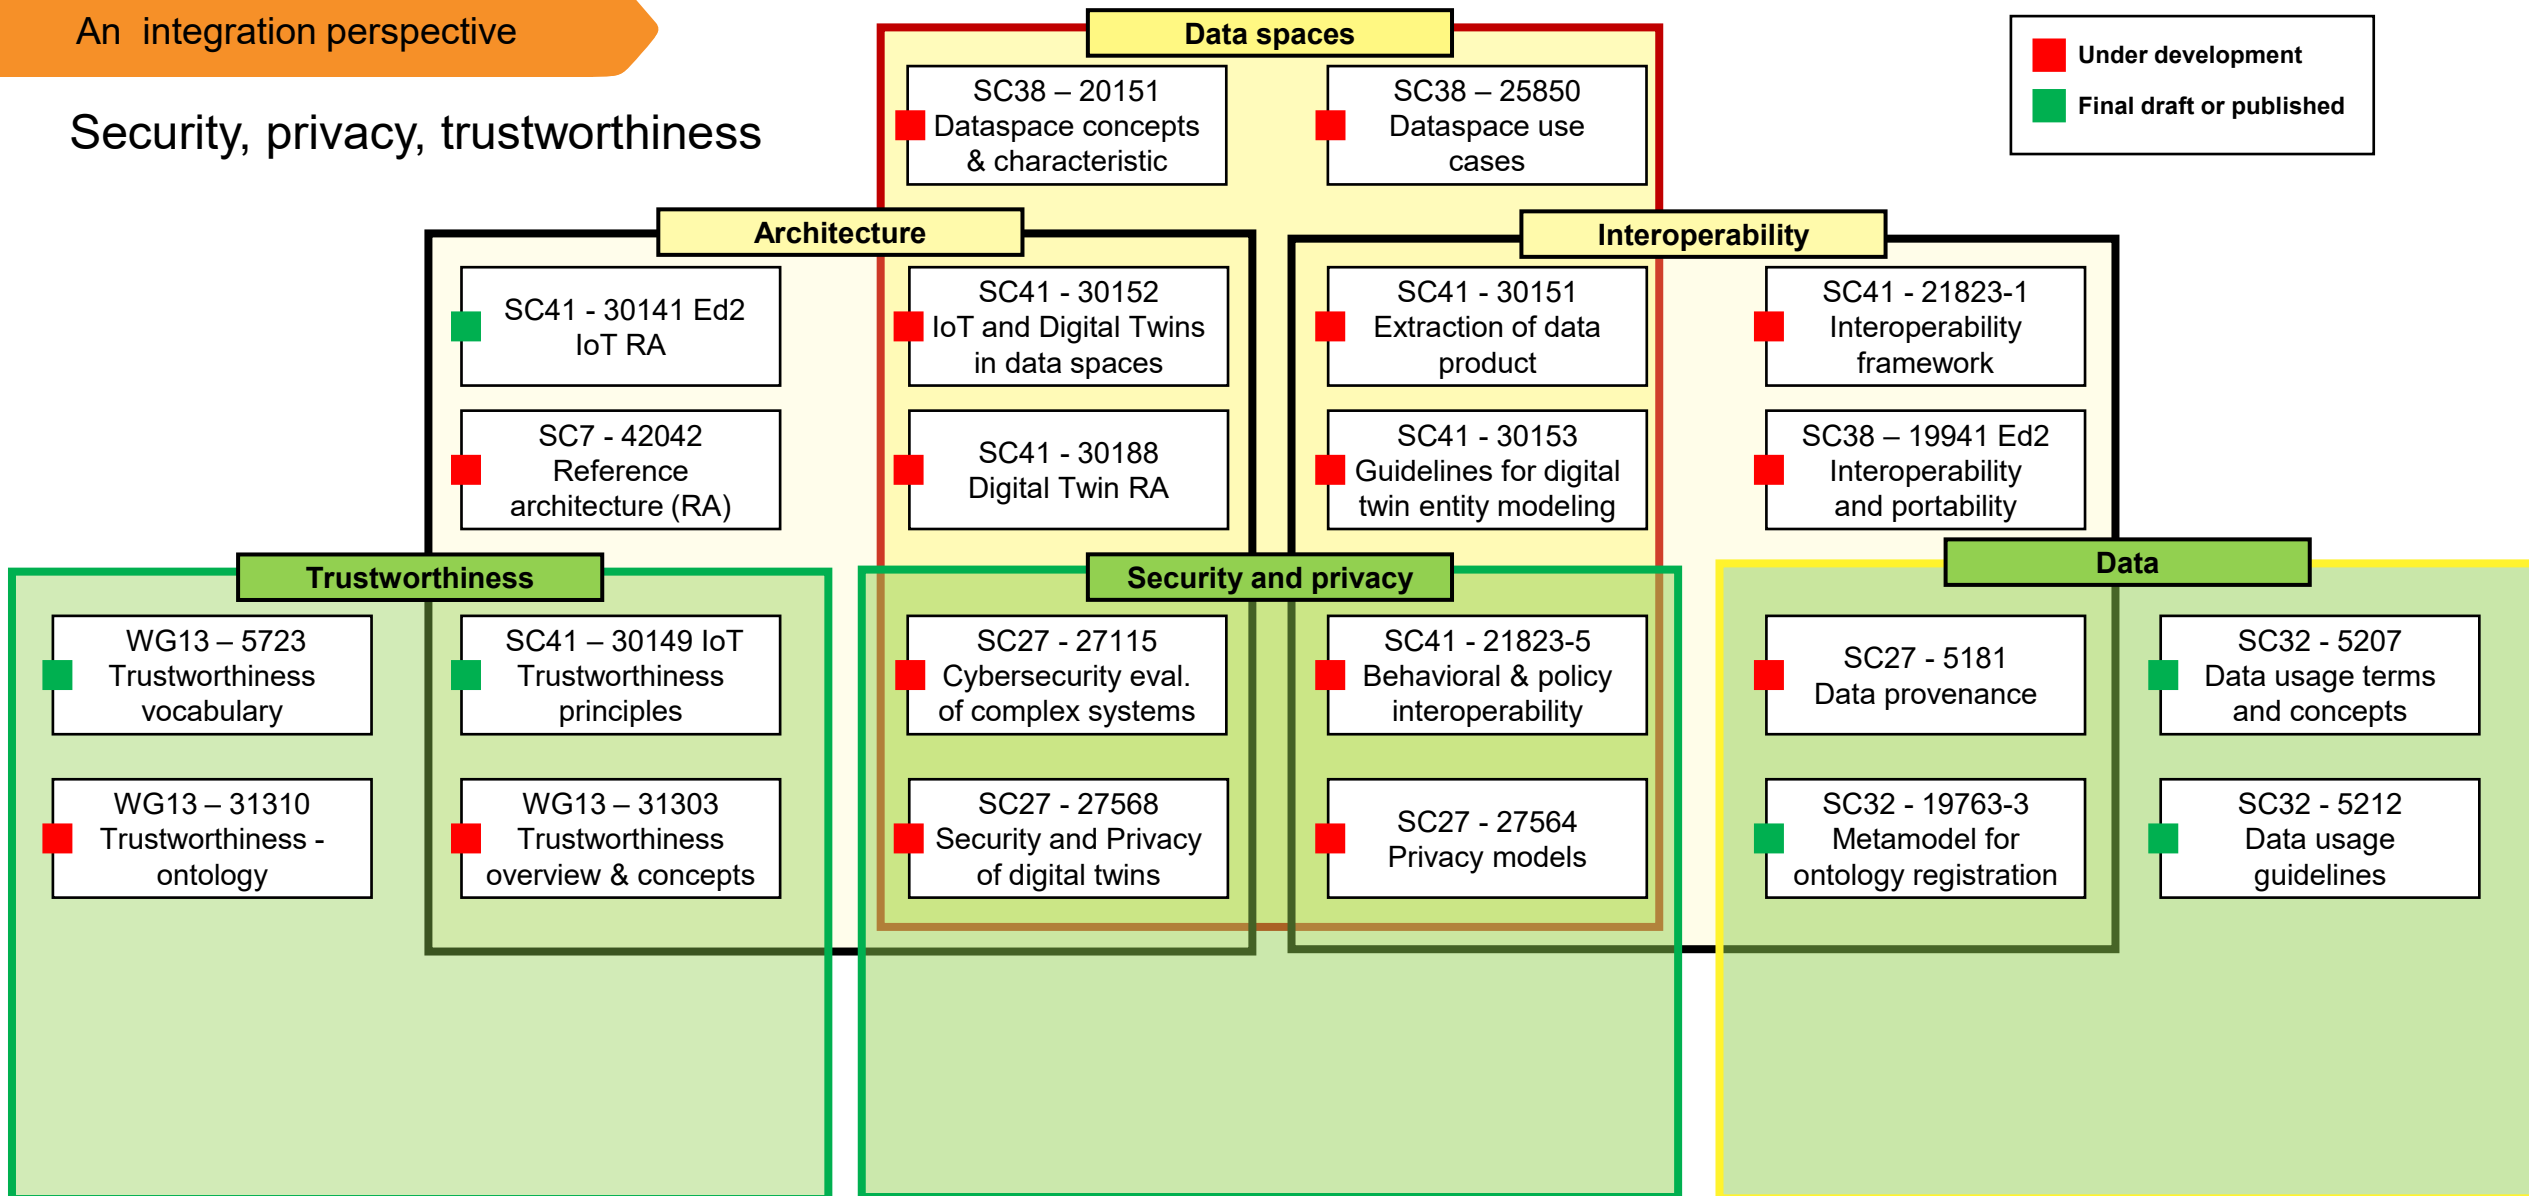 An  integration perspective
Security, privacy, trustworthiness
Under development
Final draft or published
Data spaces
SC38 – 20151
Dataspace concepts
& characteristic
SC38 – 25850
Dataspace use
cases
Architecture
Interoperability
SC41 - 30141 Ed2
IoT RA
SC41 - 30152
IoT and Digital Twins
in data spaces
SC41 - 30151
Extraction of data
product
SC41 - 21823-1
Interoperability
framework
SC7 - 42042
Reference
architecture (RA)
SC41 - 30188
Digital Twin RA
SC41 - 30153
Guidelines for digital
twin entity modeling
SC38 – 19941 Ed2
Interoperability
and portability
Trustworthiness
Security and privacy
Data
WG13 – 5723
Trustworthiness
vocabulary
SC41 – 30149 IoT
Trustworthiness
principles
SC27 - 27115
Cybersecurity eval.
of complex systems
SC41 - 21823-5
Behavioral & policy
interoperability
SC27 - 5181
Data provenance
SC32 - 5207
Data usage terms
and concepts
WG13 – 31310
Trustworthiness -
ontology
WG13 – 31303
Trustworthiness
overview & concepts
SC27 - 27568
Security and Privacy
of digital twins
SC27 - 27564
Privacy models
SC32 - 19763-3
Metamodel for
ontology registration
SC32 - 5212
Data usage
guidelines